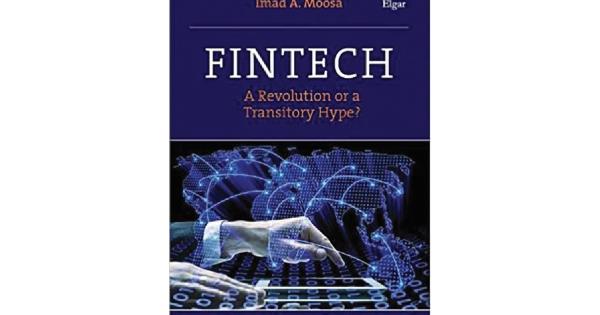 Imad A. Moosa
Elgar
FINTECH
A Revolution or a
Transitory Hype?